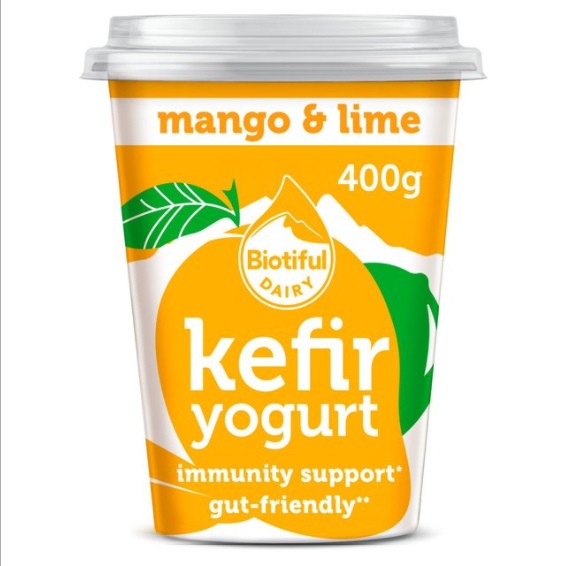 mango & lime
400g
Biotiful
DAIRY
kefir
yogurt
immunity support*
gut-friendly**